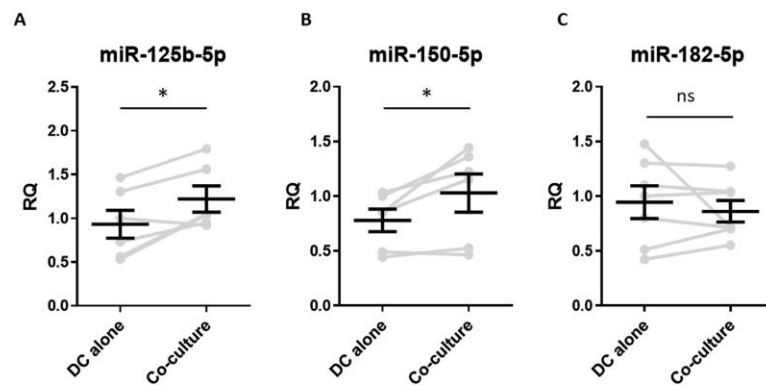 A
miR-125b-5p
*
2.5
2.0
1.5
1.0
0.5
0.0
RQ
DC alone
Co-culture
B
miR-150-5p
*
2.0
1.5
1.0
0.5
0.0
RQ
DC alone
Co-culture
C
miR-182-5p
ns
2.0
1.5
1.0
0.5
0.0
RQ
DC alone
Co-culture